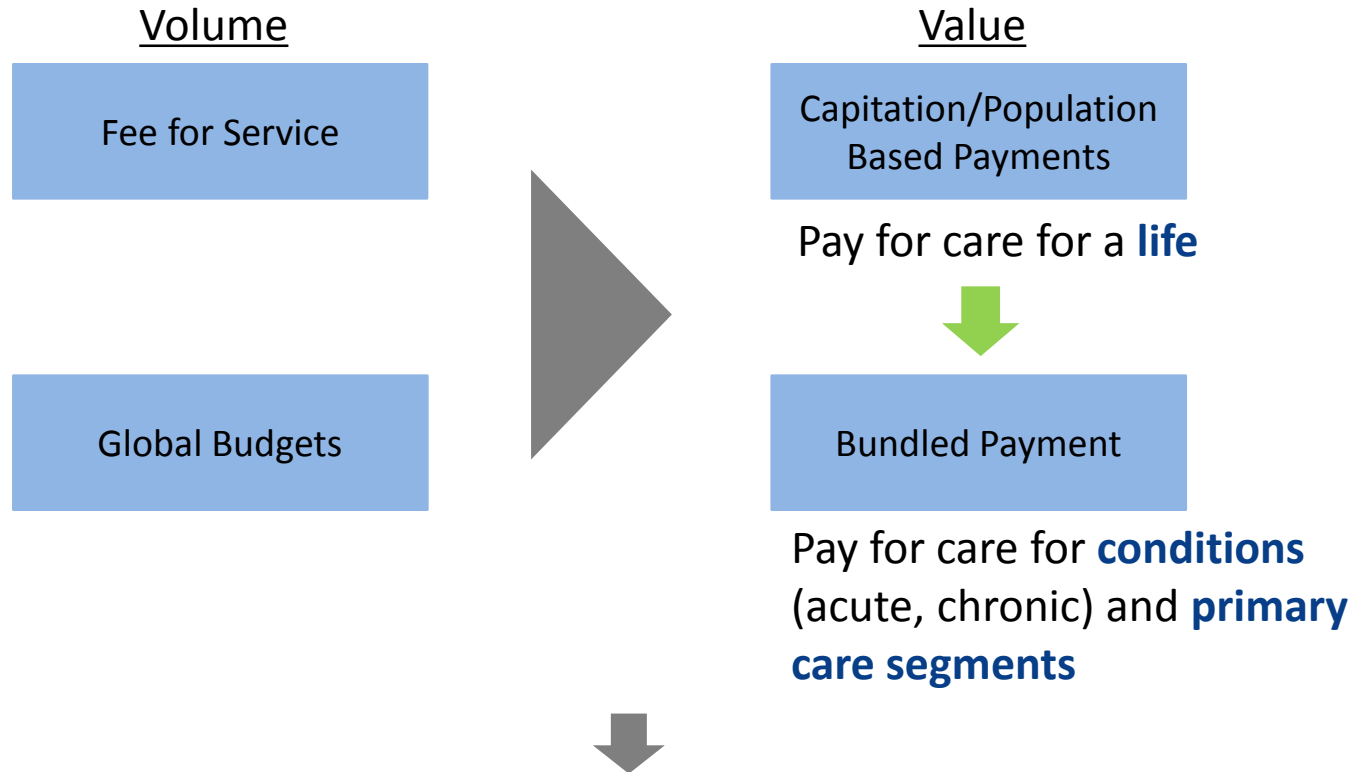 Volume
Value
Fee for Service
Capitation/Population
Based Payments
Pay for care for a life
Global Budgets
Bundled Payment
Pay for care for conditions
(acute, chronic) and primary
care segments